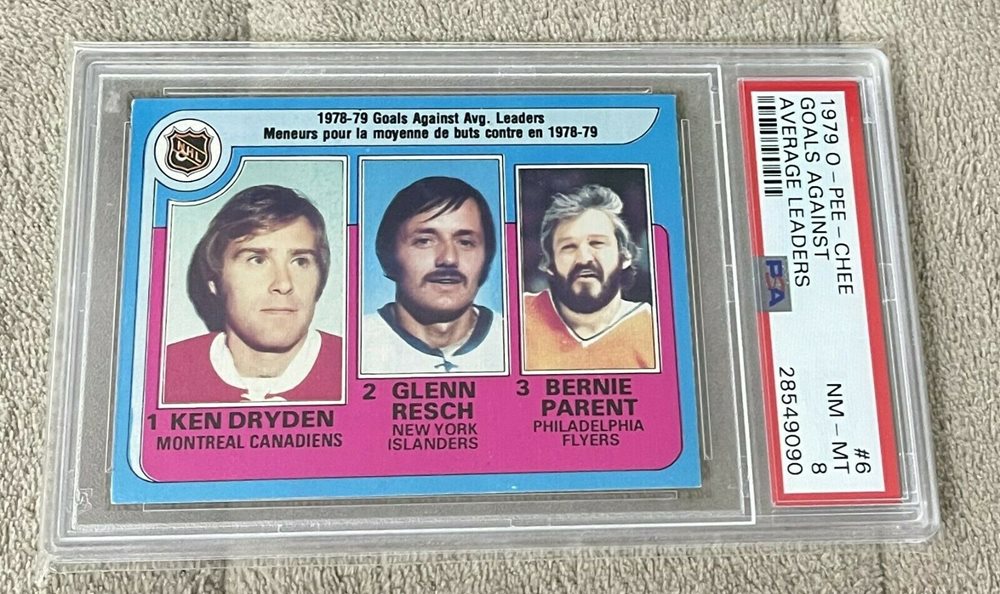 1978-79 Goals Against Avg. Leaders
Meneurs pour la moyenne de buts contre en 1978-79
NHL
1 KEN DRYDEN
MONTREAL CANADIENS
2 GLENN
RESCH
NEW YORK
ISLANDERS
3 BERNIE
PARENT
PHILADELPHIA
FLYERS
1979 O-PEE-CHEE #6
GOALS AGAINST NM-MT
AVERAGE LEADERS 8
PSA 28549090